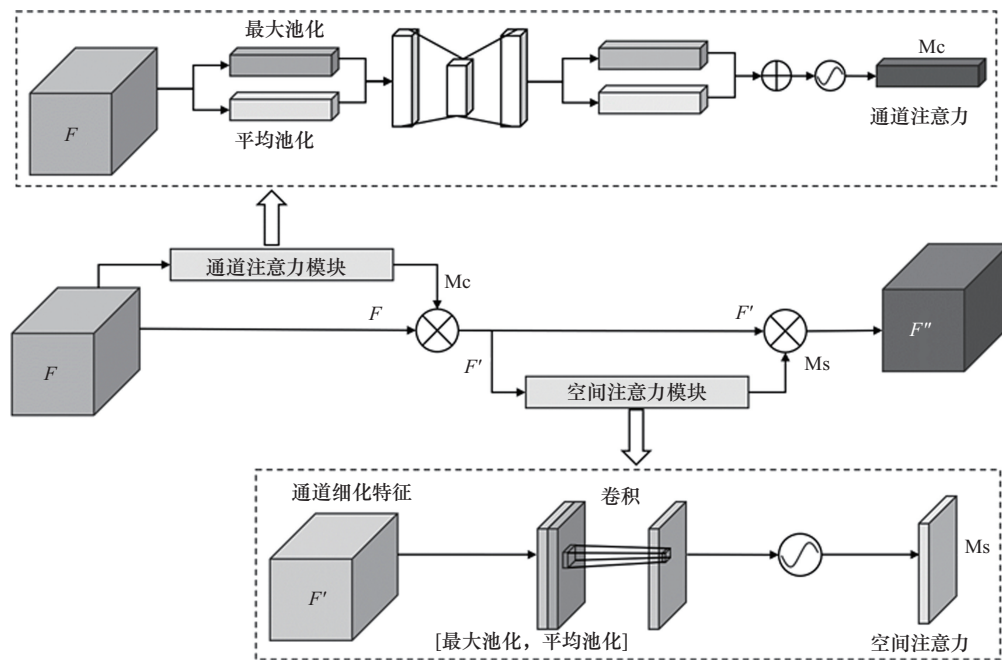 最大池化
Mc
F
平均池化
通道注意力
通道注意力模块
Mc
F
F
F′
F′
Ms
F″
空间注意力模块
通道细化特征
卷积
F′
Ms
[最大池化，平均池化]
空间注意力